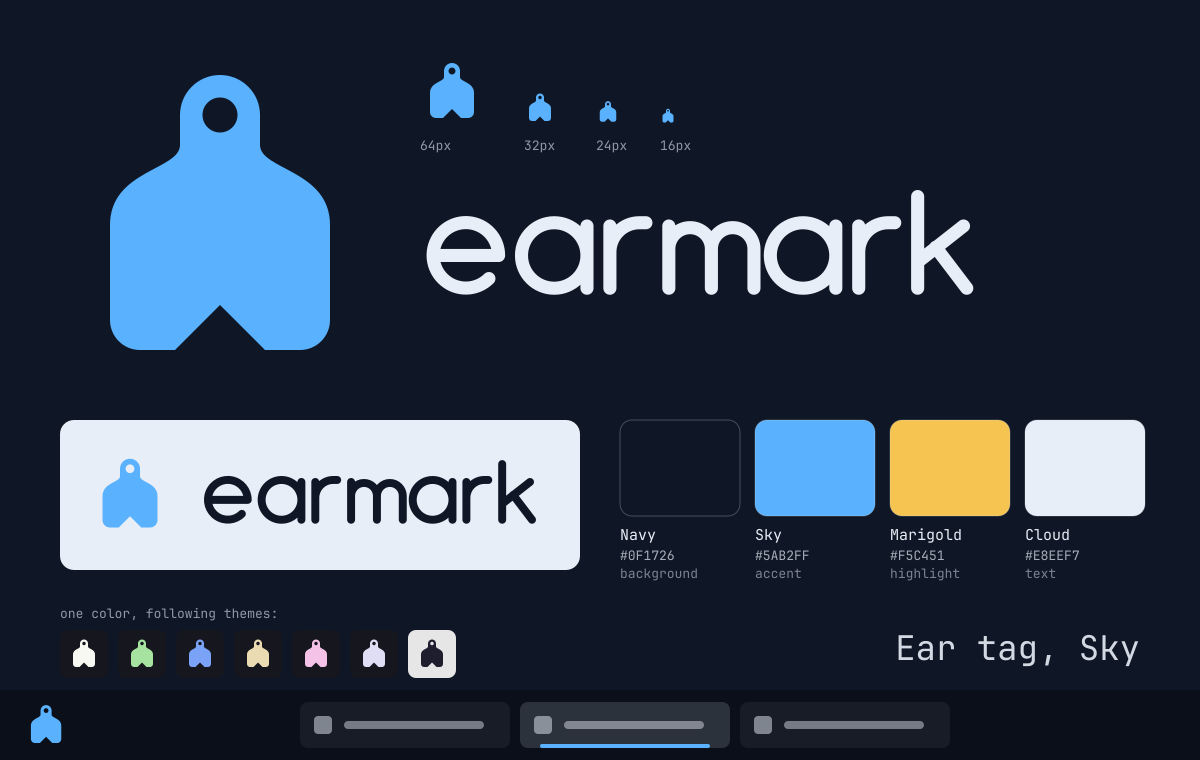 64px 32px 24px 16px
earmark
earmark
Navy Sky Marigold Cloud
#0F1726 #5AB2FF #F5C451 #E8EEF7
background accent highlight text
one color, following themes:
Ear tag, Sky